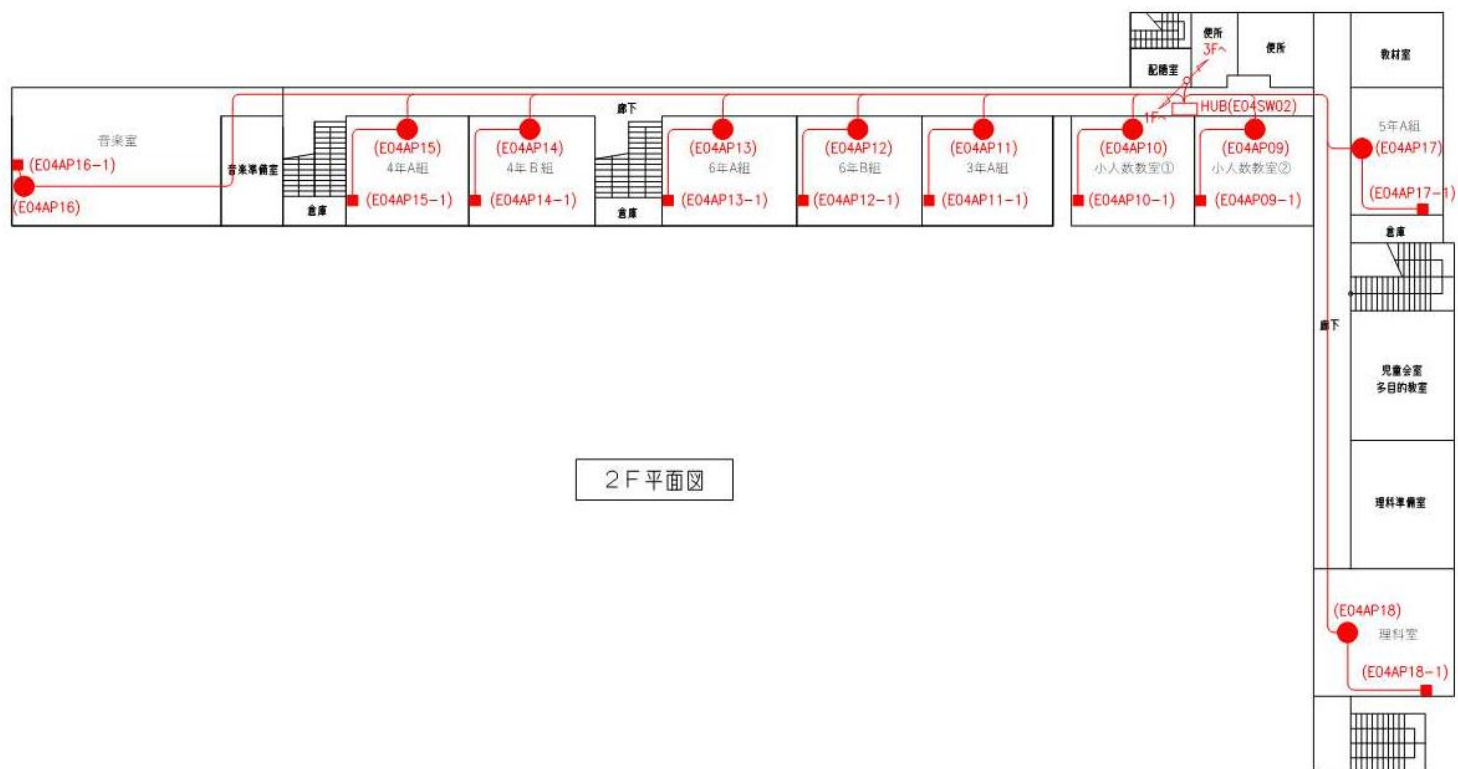 便所
3F～
便所
配膳室
教材室
1F～
HUB(E04SW02)
廊下
音楽室
(E04AP16-1)
(E04AP16)
音楽準備室
倉庫
(E04AP15)
4年A組
(E04AP15-1)
(E04AP14)
4年B組
(E04AP14-1)
倉庫
(E04AP13)
6年A組
(E04AP13-1)
(E04AP12)
6年B組
(E04AP12-1)
(E04AP11)
3年A組
(E04AP11-1)
(E04AP10)
小人数教室①
(E04AP10-1)
(E04AP09)
小人数教室②
(E04AP09-1)
5年A組
(E04AP17)
(E04AP17-1)
倉庫
廊下
児童会室
多目的教室
理科準備室
2F平面図
(E04AP18)
理科室
(E04AP18-1)